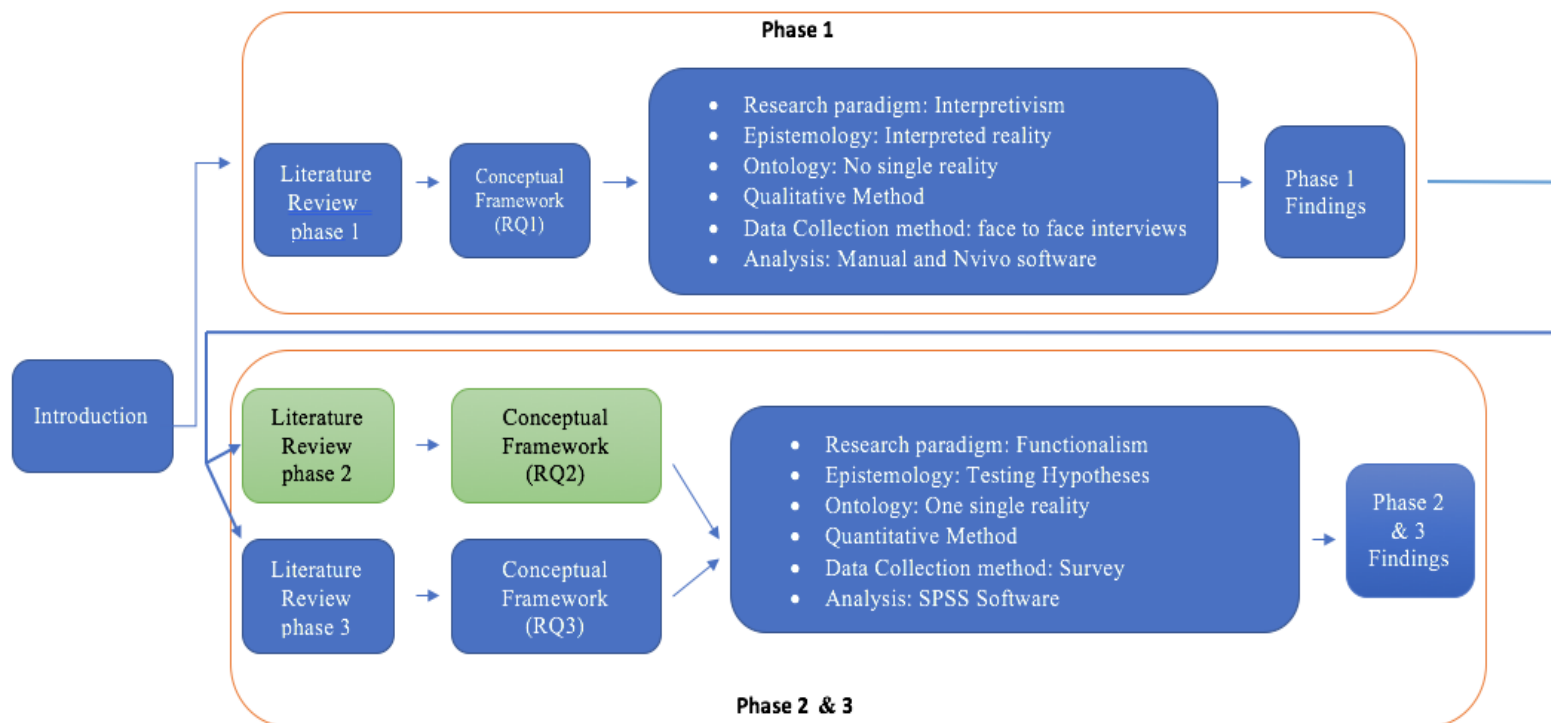 Phase 1
Literature
Review
phase 1
Conceptual
Framework
(RQ1)
• Research paradigm: Interpretivism
• Epistemology: Interpreted reality
• Ontology: No single reality
• Qualitative Method
• Data Collection method: face to face interviews
• Analysis: Manual and Nvivo software
Phase 1
Findings
Introduction
Literature
Review
phase 2
Conceptual
Framework
(RQ2)
Literature
Review
phase 3
Conceptual
Framework
(RQ3)
• Research paradigm: Functionalism
• Epistemology: Testing Hypotheses
• Ontology: One single reality
• Quantitative Method
• Data Collection method: Survey
• Analysis: SPSS Software
Phase 2
& 3
Findings
Phase 2 & 3